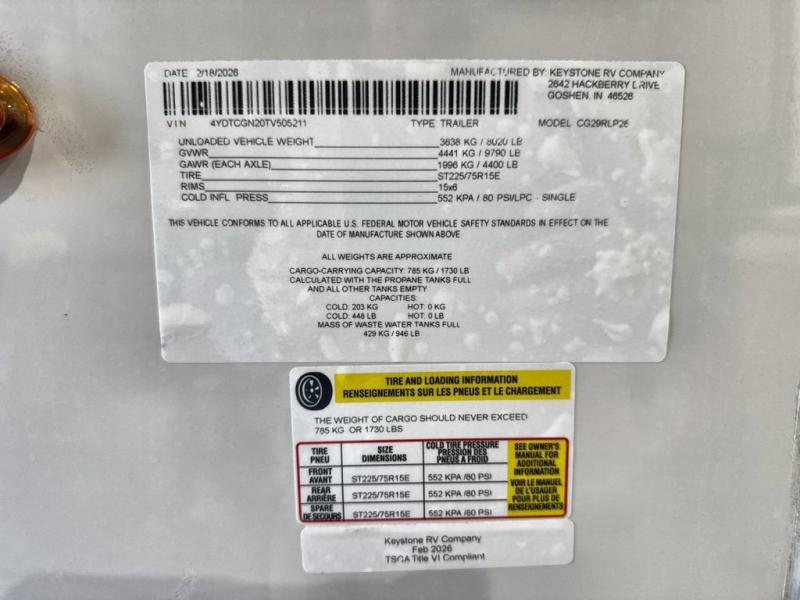 DATE 2/18/2026 MANUFACTURED BY: KEYSTONE RV COMPANY
2642 HACKBERRY DRIVE
GOSHEN, IN 46526
VIN 4YDTCGN20TV505211 TYPE TRAILER MODEL CG29RLP26
UNLOADED VEHICLE WEIGHT 3638 KG / 8020 LB
GVWR 4441 KG / 9790 LB
GAWR (EACH AXLE) 1996 KG / 4400 LB
TIRE ST225/75R15E
RIMS 15x6
COLD INFL PRESS 552 KPA / 80 PSI/LPC - SINGLE
THIS VEHICLE CONFORMS TO ALL APPLICABLE U.S. FEDERAL MOTOR VEHICLE SAFETY STANDARDS IN EFFECT ON THE
DATE OF MANUFACTURE SHOWN ABOVE
ALL WEIGHTS ARE APPROXIMATE
CARGO-CARRYING CAPACITY: 785 KG / 1730 LB
CALCULATED WITH THE PROPANE TANKS FULL
AND ALL OTHER TANKS EMPTY
CAPACITIES:
COLD: 203 KG HOT: 0 KG
COLD: 448 LB HOT: 0 LB
MASS OF WASTE WATER TANKS FULL
429 KG / 946 LB
TIRE AND LOADING INFORMATION
RENSEIGNEMENTS SUR LES PNEUS ET LE CHARGEMENT
THE WEIGHT OF CARGO SHOULD NEVER EXCEED
785 KG OR 1730 LBS
TIRE
PNEU
SIZE
DIMENSIONS
COLD TIRE PRESSURE
PRESSION DES
PNEUS A FROID
SEE OWNER'S
MANUAL FOR
ADDITIONAL
INFORMATION
VOIR LE MANUEL
DE L'USAGER
POUR PLUS DE
RENSEIGNEMENTS
FRONT
AVANT
ST225/75R15E 552 KPA /80 PSI
REAR
ARRIÈRE
ST225/75R15E 552 KPA /80 PSI
SPARE
DE SECOURS
ST225/75R15E 552 KPA /80 PSI
Keystone RV Company
Feb 2026
TSCA Title VI Compliant